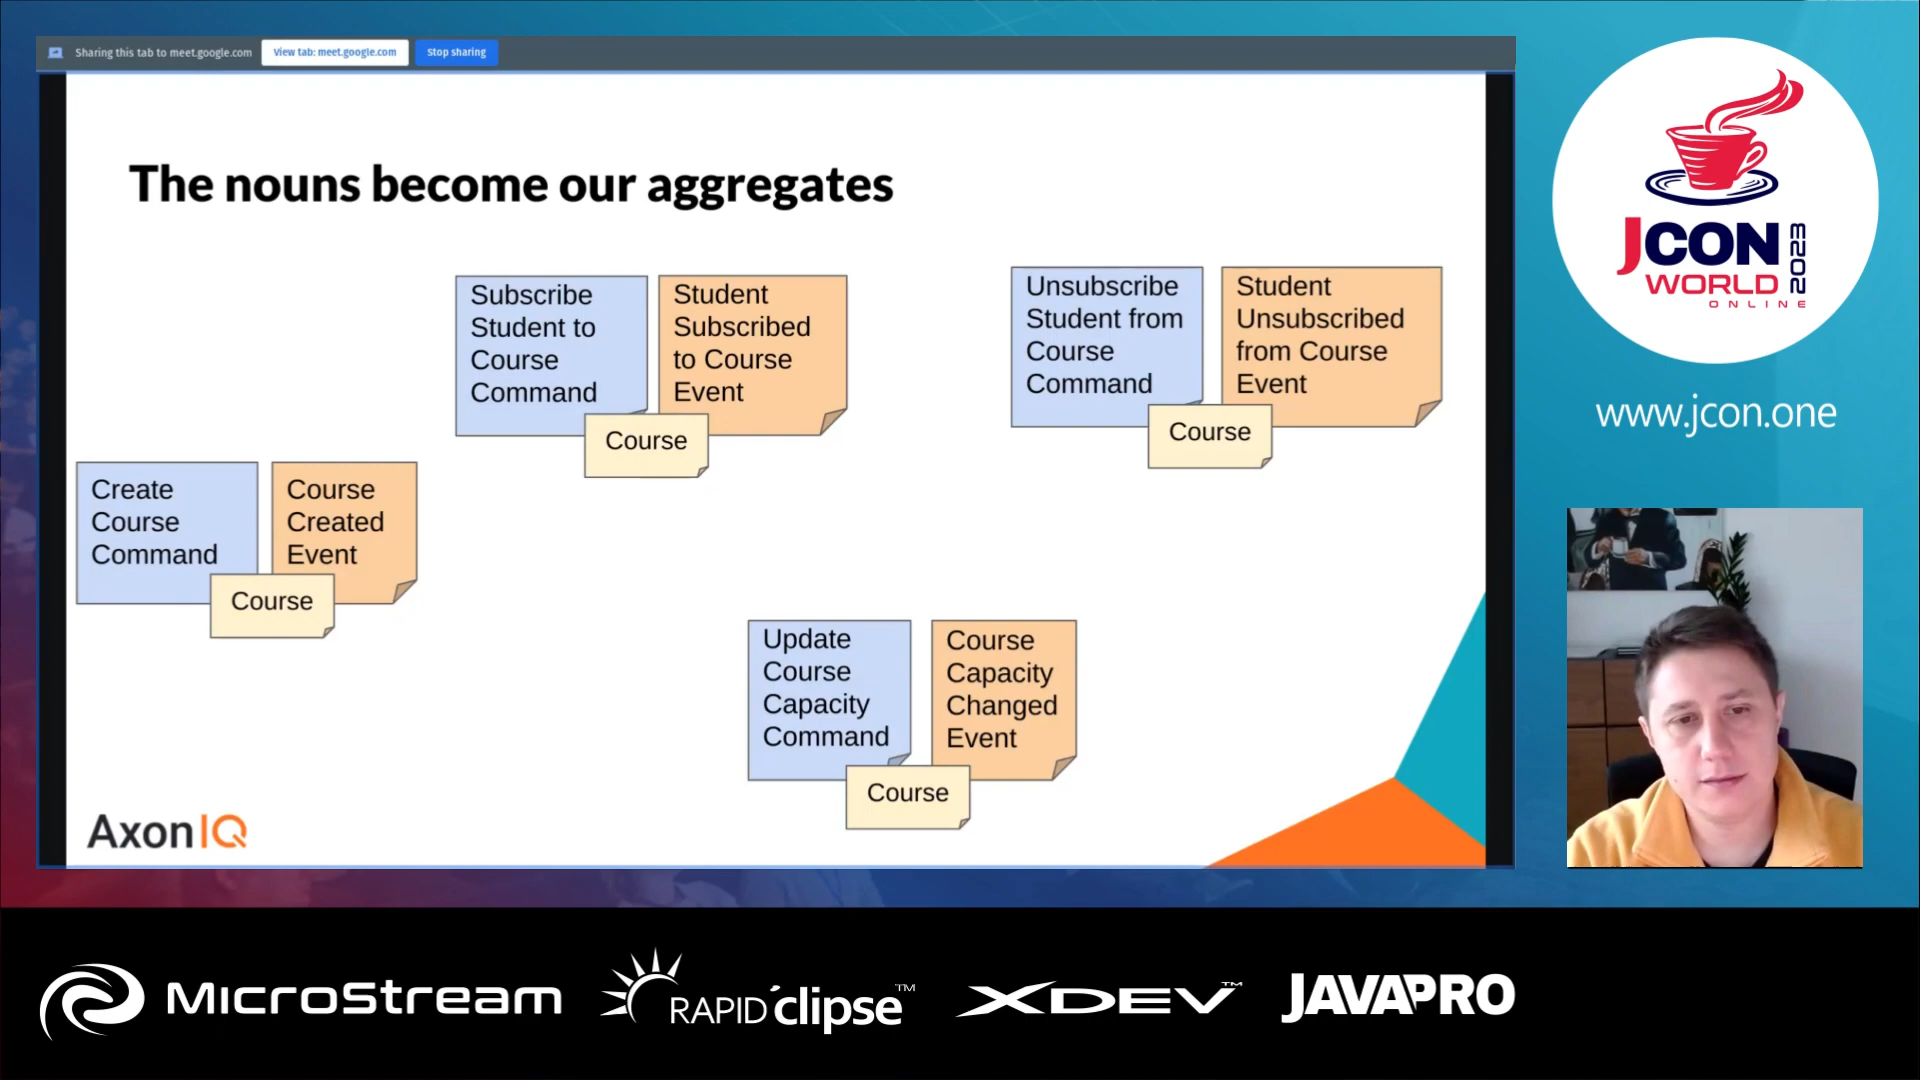 Sharing this tab to meet.google.com
View tab: meet.google.com
Stop sharing
The nouns become our aggregates
Subscribe
Student to
Course
Command
Student
Subscribed
to Course
Event
Course
Unsubscribe
Student from
Course
Command
Student
Unsubscribed
from Course
Event
Course
Create
Course
Command
Course
Created
Event
Course
Update
Course
Capacity
Command
Course
Capacity
Changed
Event
Course
AxonIQ
JCON
WORLD
ONLINE
2023
www.jcon.one
MicroStream
RAPID'clipse™
XDEV™
JAVAPRO